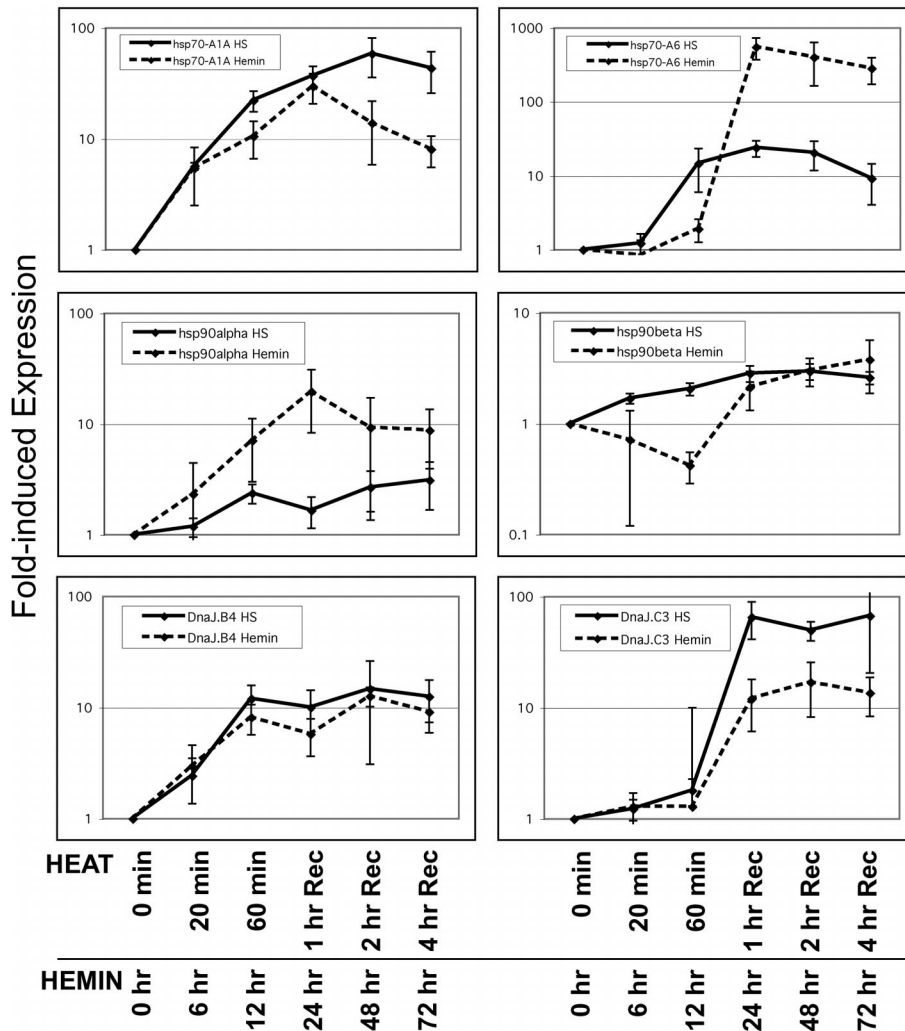 Fold-induced Expression
100
10
1
hsp70-A1A HS
hsp70-A1A Hemin
1000
100
10
1
hsp70-A6 HS
hsp70-A6 Hemin
100
10
1
hsp90alpha HS
hsp90alpha Hemin
10
1
0.1
hsp90beta HS
hsp90beta Hemin
100
10
1
DnaJ.B4 HS
DnaJ.B4 Hemin
100
10
1
DnaJ.C3 HS
DnaJ.C3 Hemin
HEAT
0 min
20 min
60 min
1 hr Rec
2 hr Rec
4 hr Rec
0 min
20 min
60 min
1 hr Rec
2 hr Rec
4 hr Rec
HEMIN
0 hr
6 hr
12 hr
24 hr
48 hr
72 hr
0 hr
6 hr
12 hr
24 hr
48 hr
72 hr